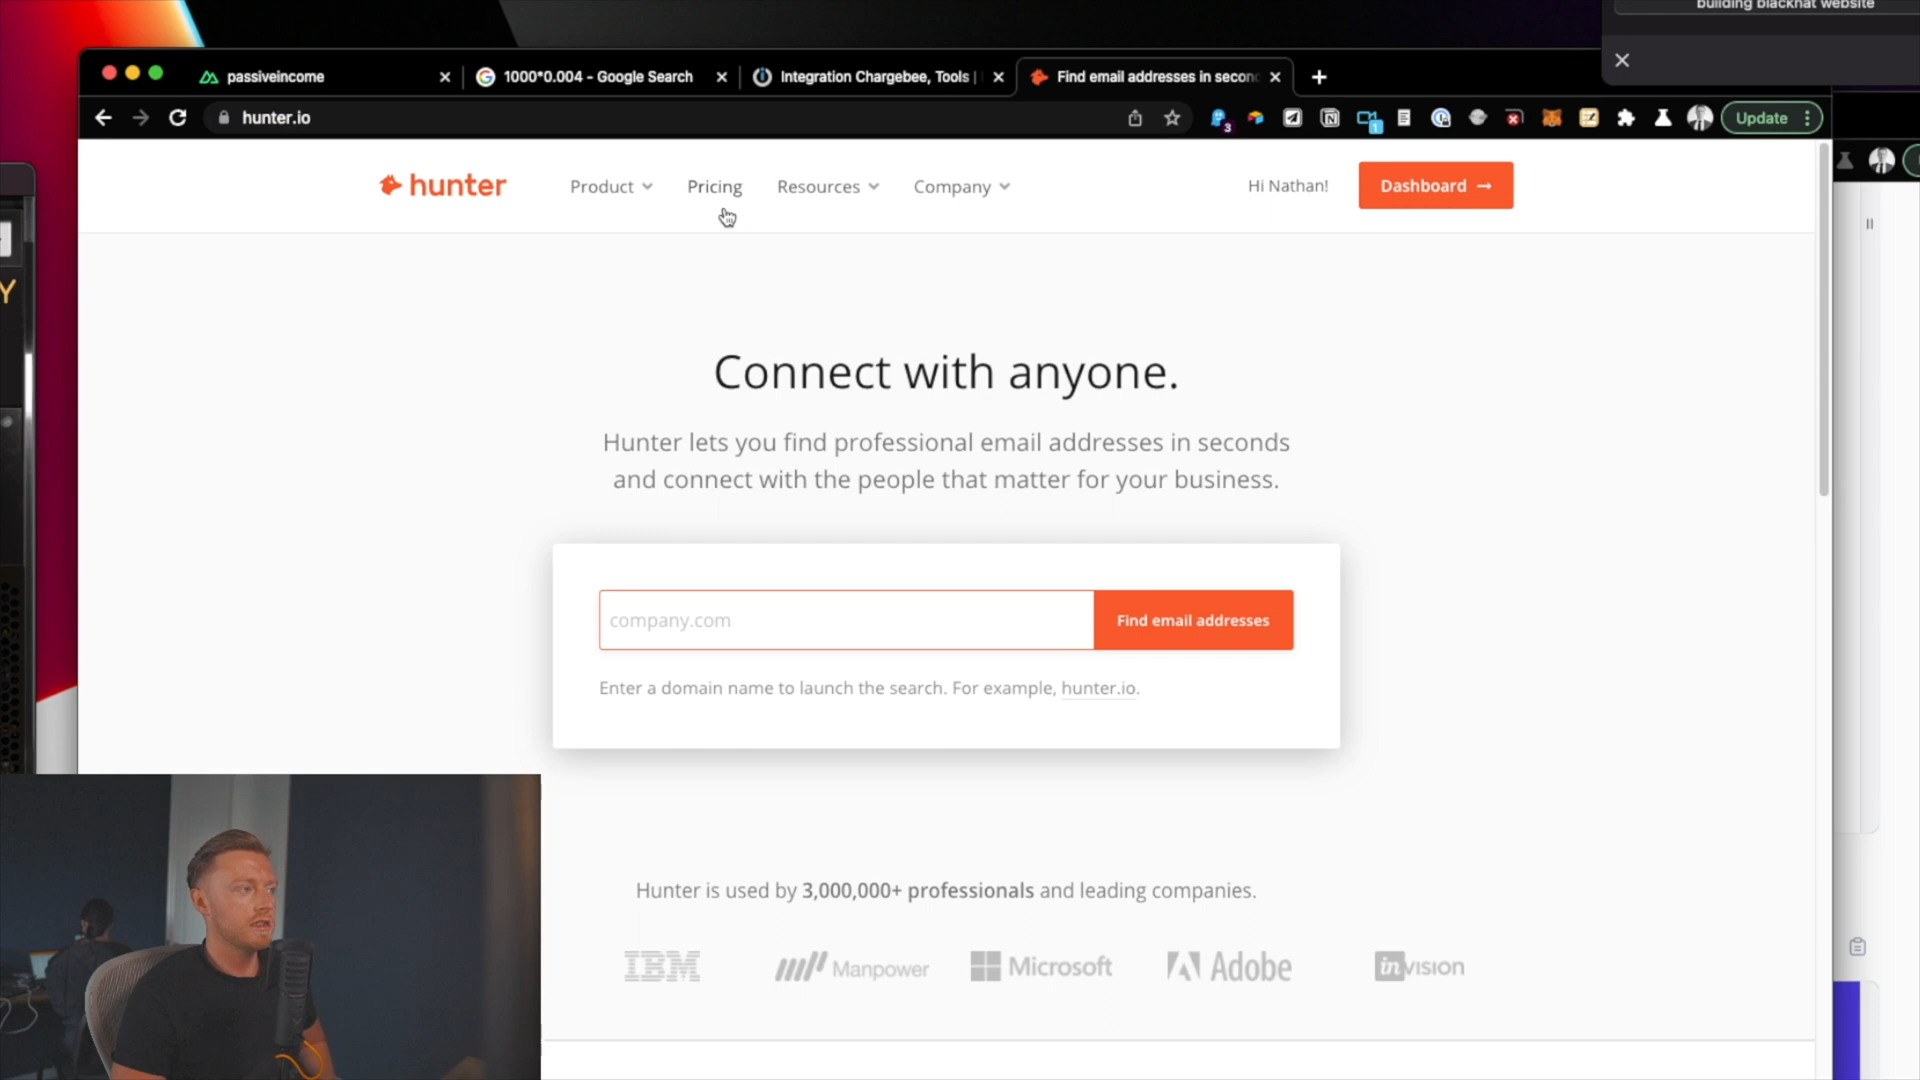 building blackhat website
passiveincome
1000*0.004 - Google Search
Integration Chargebee, Tools |
Find email addresses in secon
hunter.io
3
1
Update
hunter
Product
Pricing
Resources
Company
Hi Nathan!
Dashboard →
Connect with anyone.
Hunter lets you find professional email addresses in seconds
and connect with the people that matter for your business.
company.com
Find email addresses
Enter a domain name to launch the search. For example, hunter.io.
Hunter is used by 3,000,000+ professionals and leading companies.
IBM
Manpower
Microsoft
Adobe
invision
Y